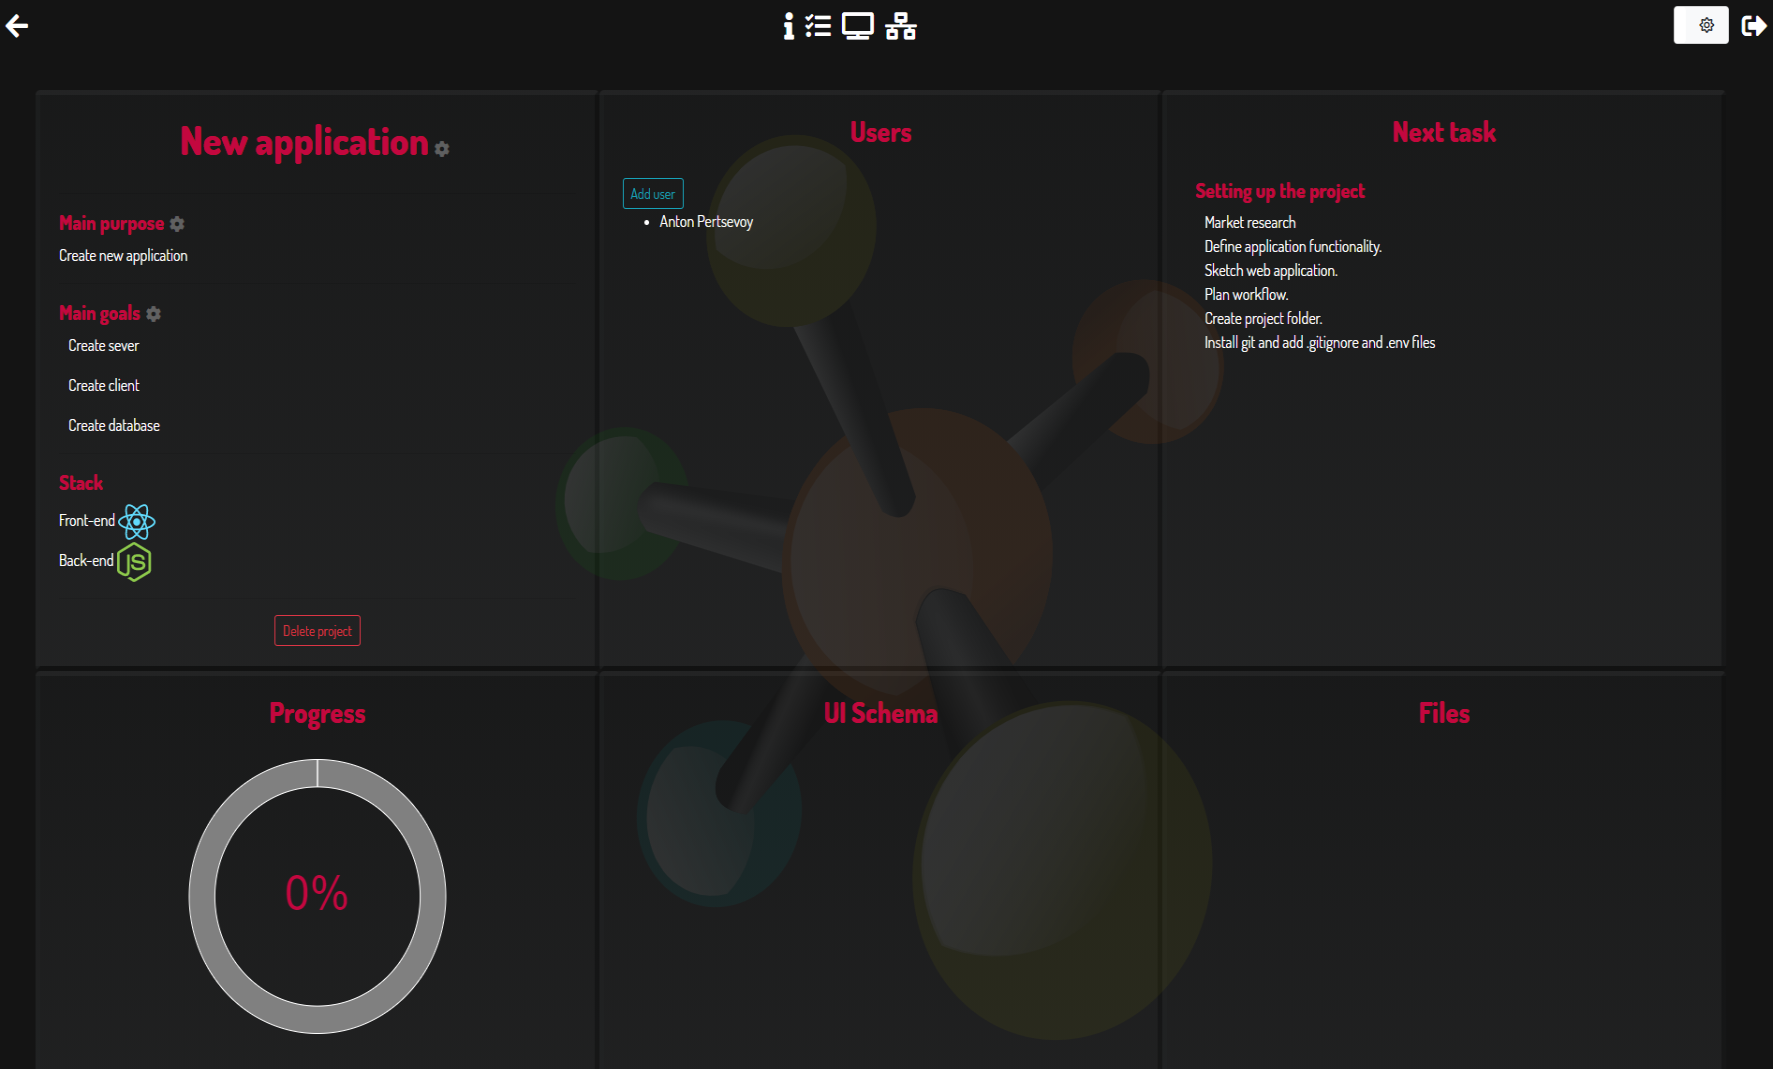 New application
Main purpose
Create new application
Main goals
Create sever
Create client
Create database
Stack
Front-end
Back-end JS
Delete project
Users
Add user
Anton Pertsevoy
Next task
Setting up the project
Market research
Define application functionality.
Sketch web application.
Plan workflow.
Create project folder.
Install git and add .gitignore and .env files
Progress
0%
UI Schema
Files